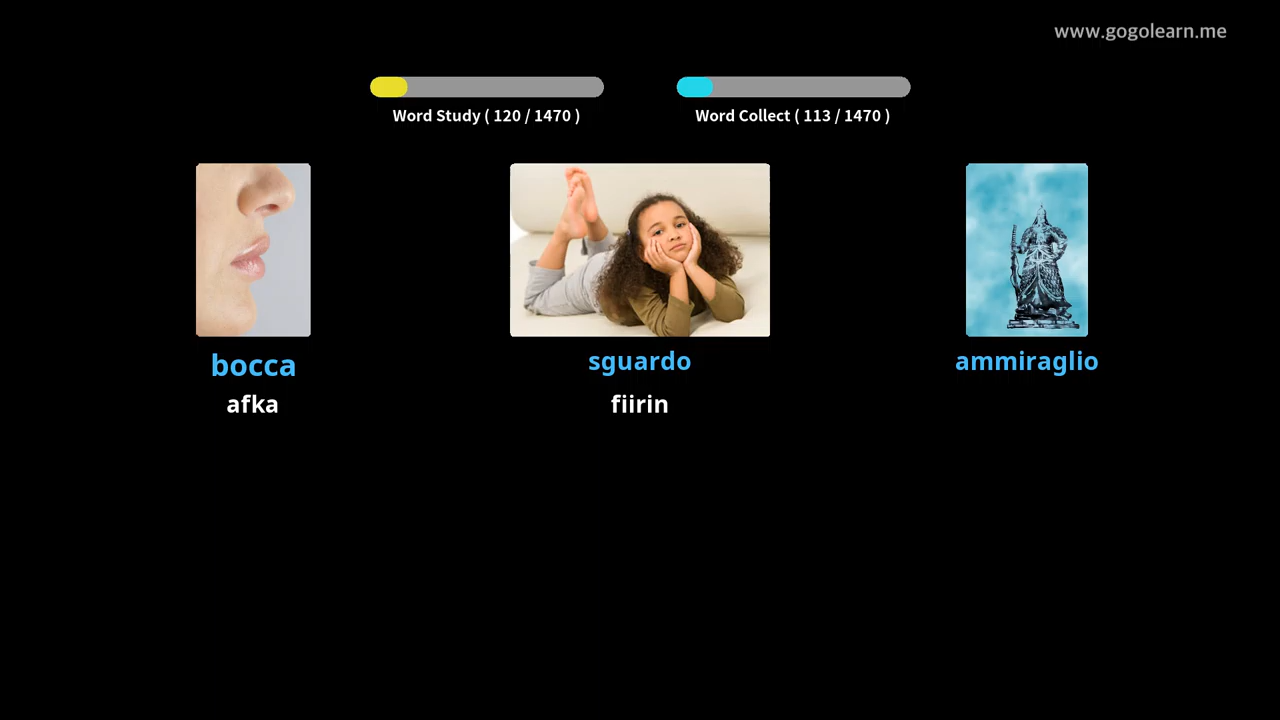 www.gogolearn.me
Word Study ( 120 / 1470 )
Word Collect ( 113 / 1470 )
bocca
afka
sguardo
fiirin
ammiraglio